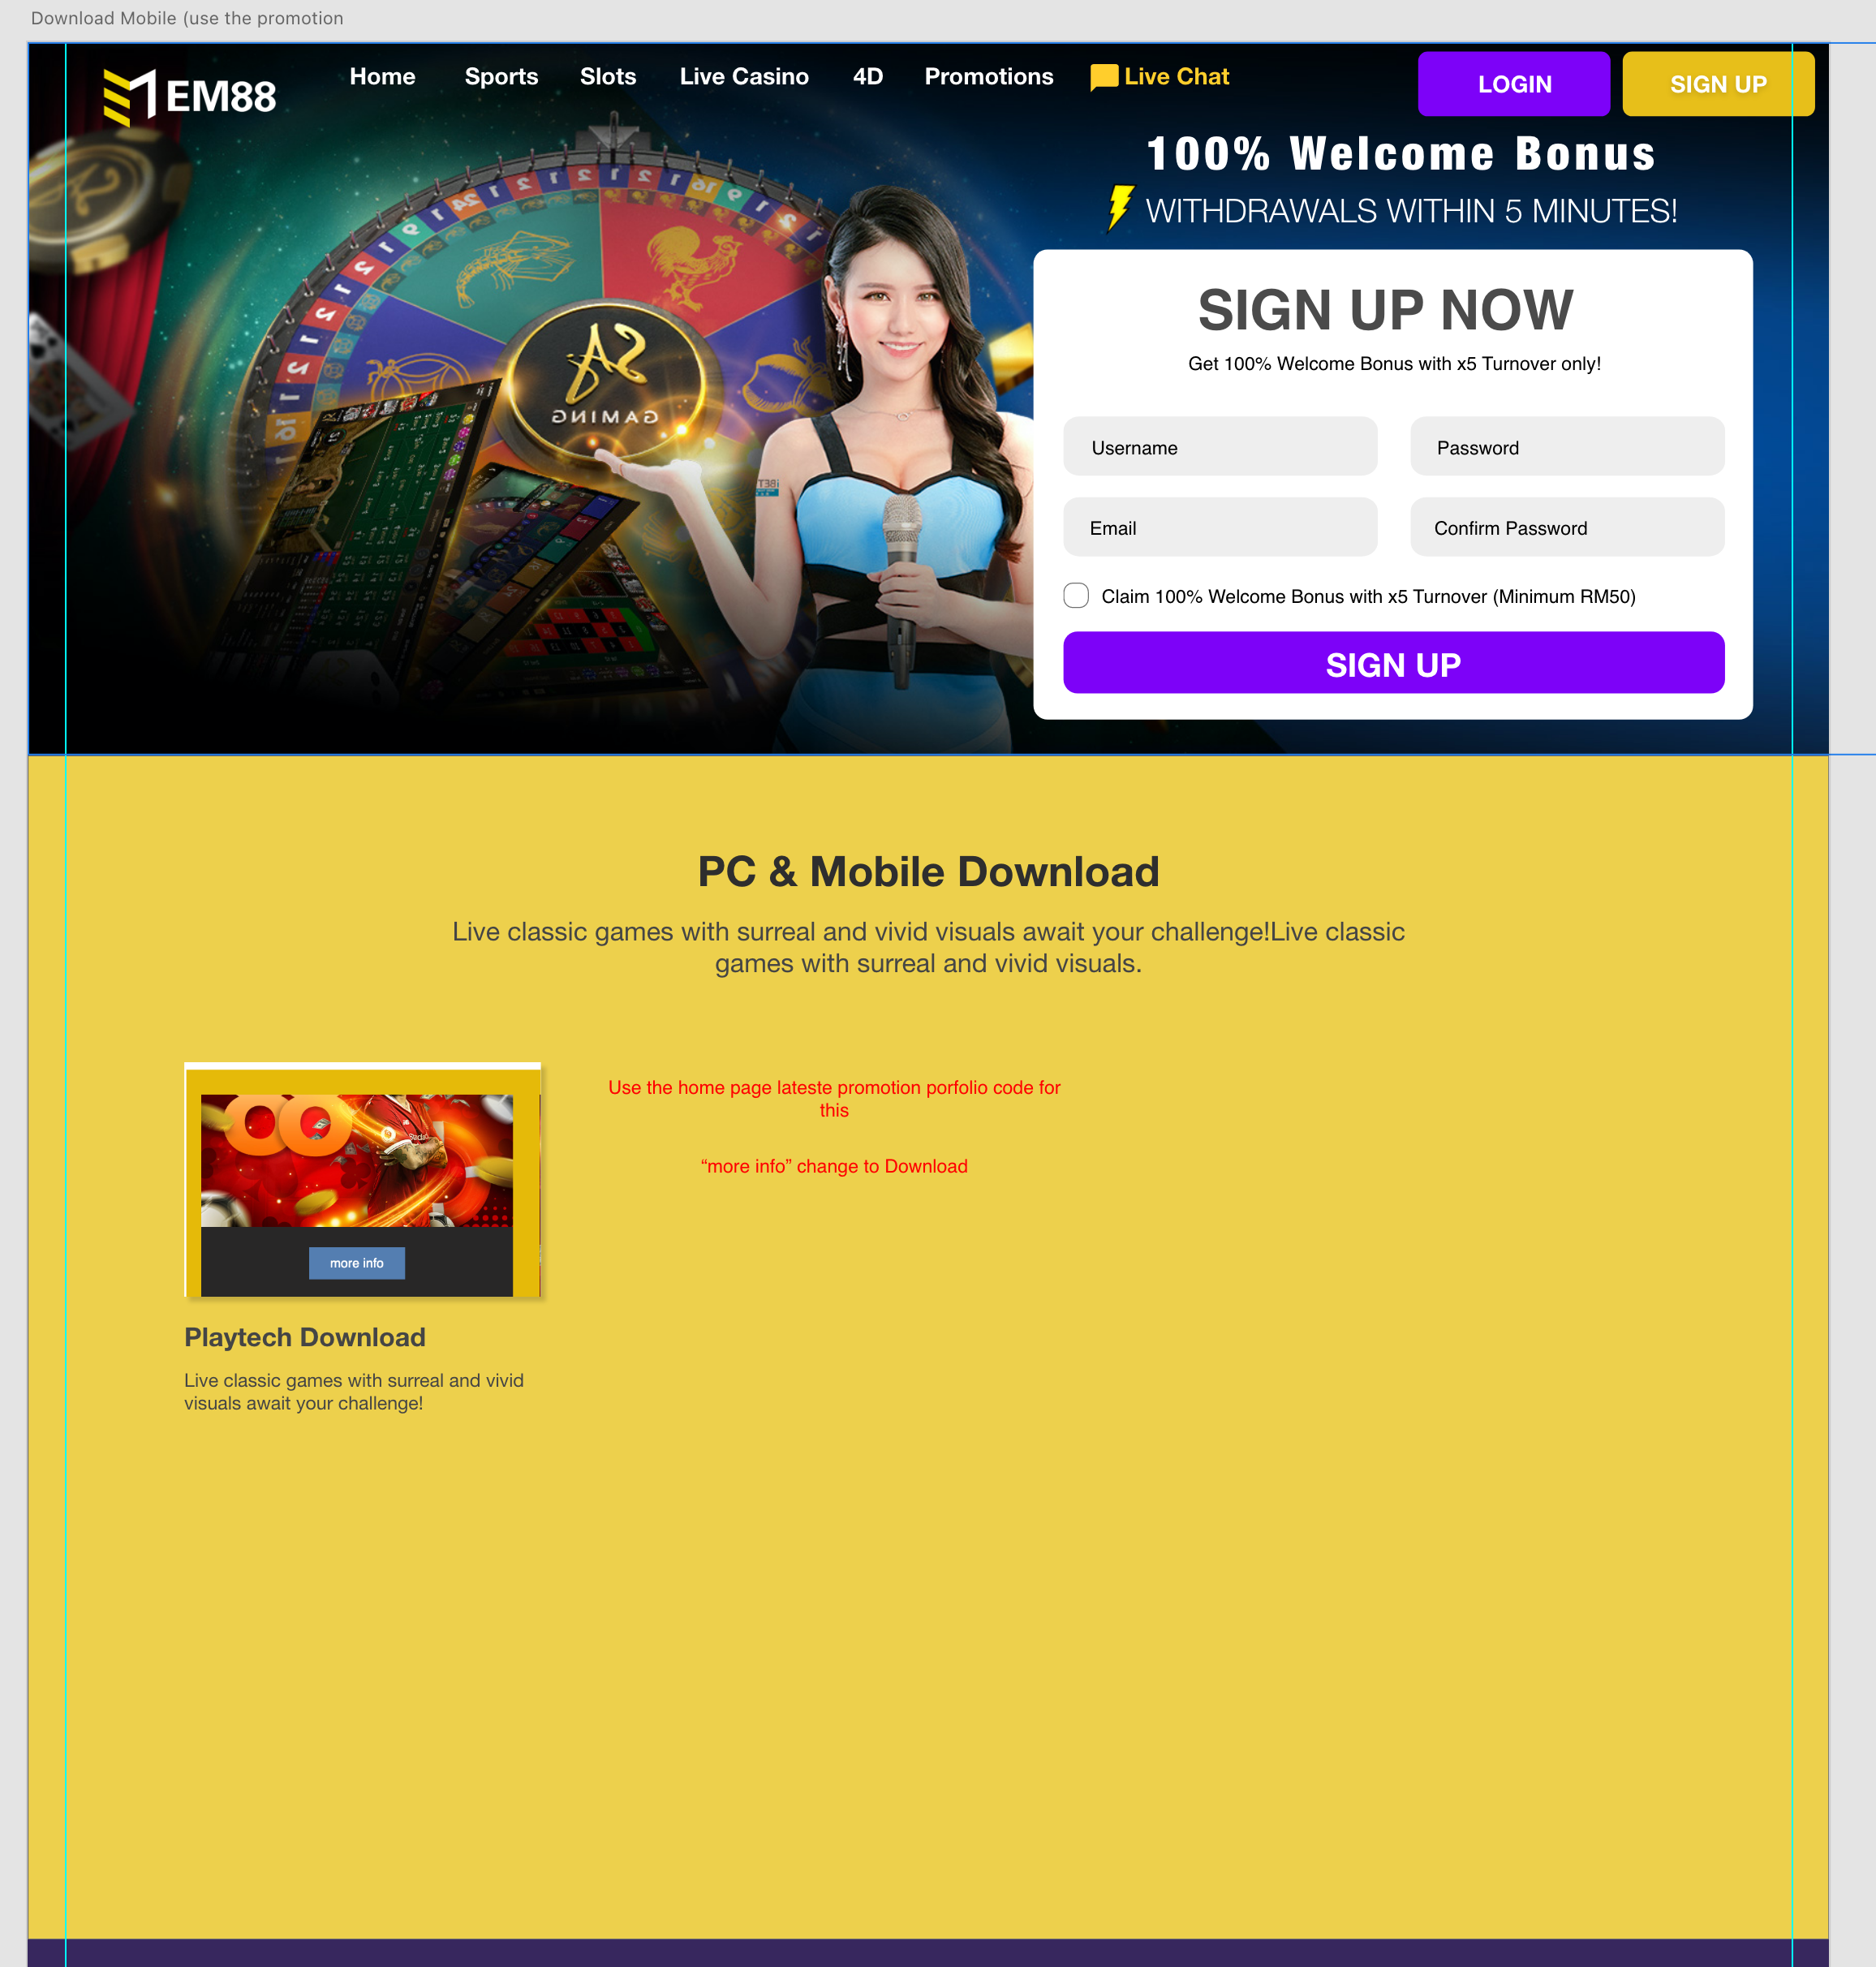 Download Mobile (use the promotion
EM88
Home Sports Slots Live Casino 4D Promotions Live Chat
LOGIN SIGN UP
100% Welcome Bonus
WITHDRAWALS WITHIN 5 MINUTES!
SA
GAMING
iBET
SIGN UP NOW
Get 100% Welcome Bonus with x5 Turnover only!
Username Password
Email Confirm Password
Claim 100% Welcome Bonus with x5 Turnover (Minimum RM50)
SIGN UP
PC & Mobile Download
Live classic games with surreal and vivid visuals await your challenge!Live classic
games with surreal and vivid visuals.
Use the home page lateste promotion porfolio code for
this
“more info” change to Download
more info
Playtech Download
Live classic games with surreal and vivid
visuals await your challenge!